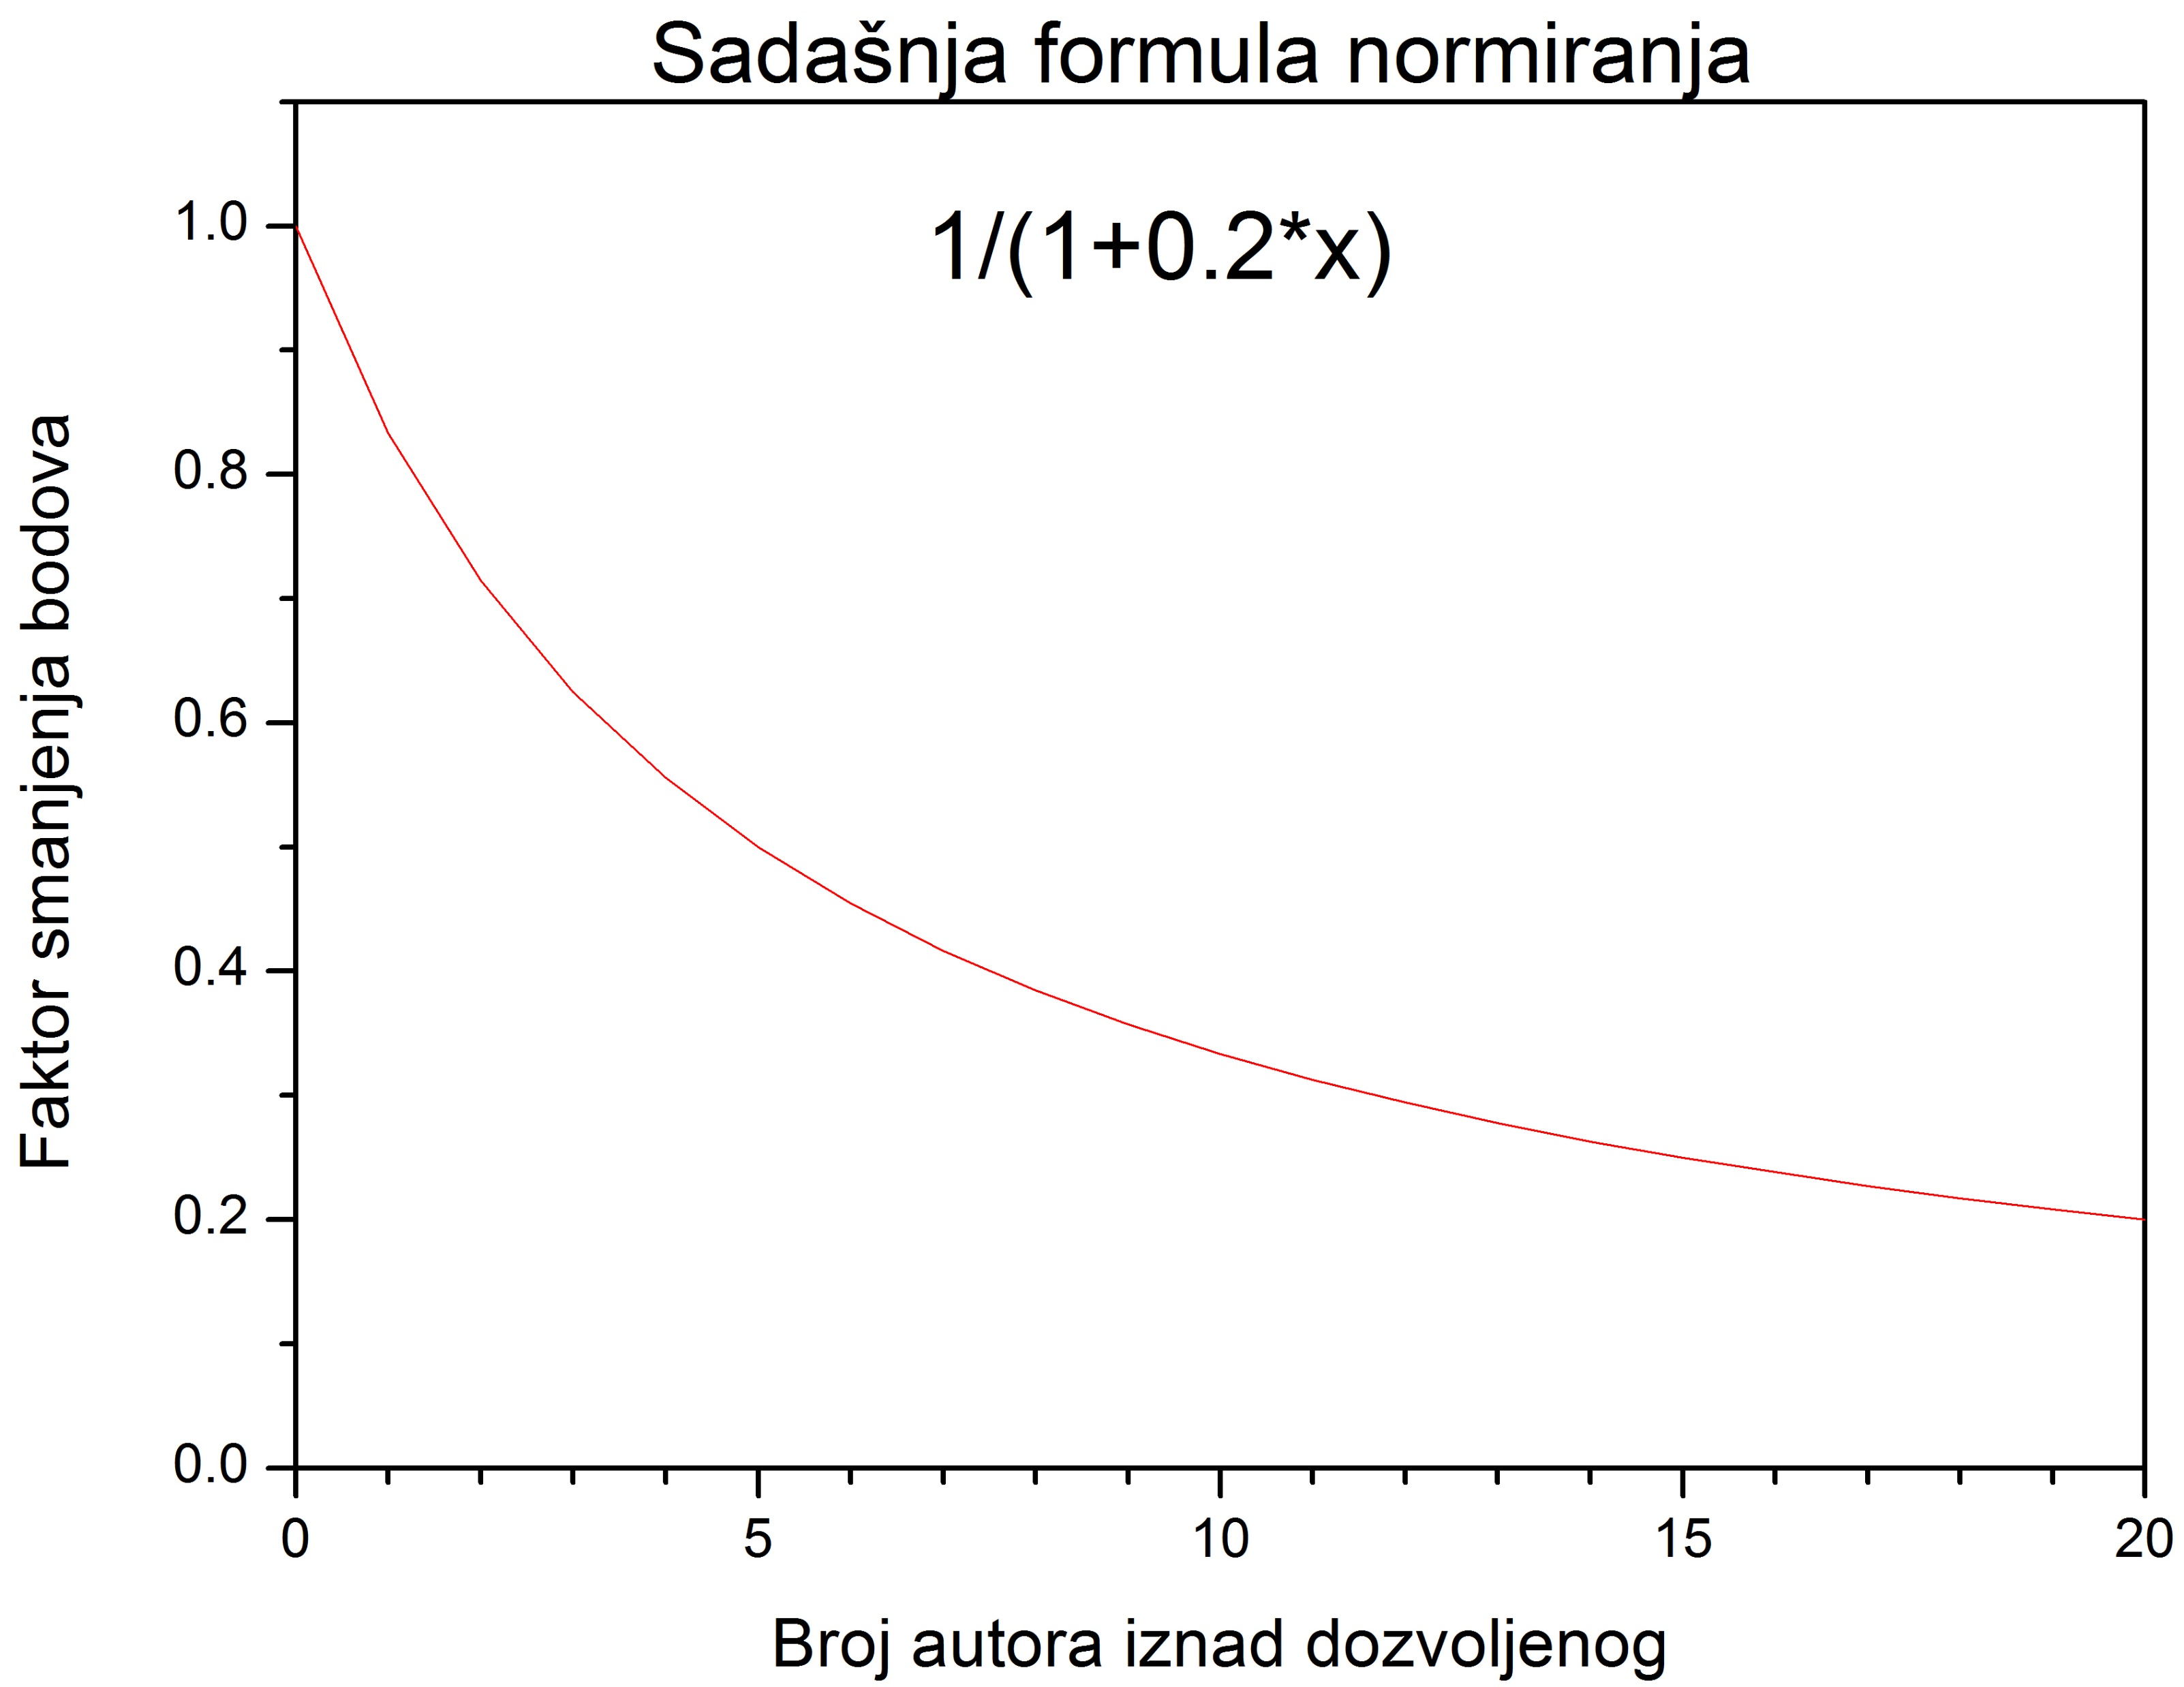 Sadašnja formula normiranja
1/(1+0.2*x)
Faktor smanjenja bodova
1.0
0.8
0.6
0.4
0.2
0.0
0 5 10 15 20
Broj autora iznad dozvoljenog